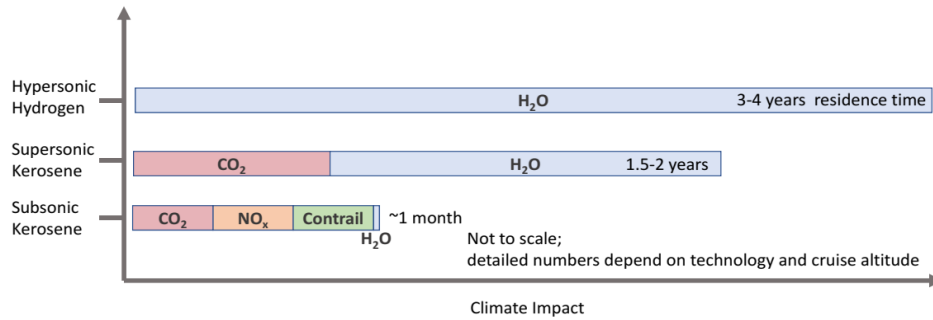 Hypersonic
Hydrogen
H₂O
3-4 years residence time
Supersonic
Kerosene
CO₂
H₂O
1.5-2 years
Subsonic
Kerosene
CO₂
NOₓ
Contrail
~1 month
H₂O
Not to scale;
detailed numbers depend on technology and cruise altitude
Climate Impact